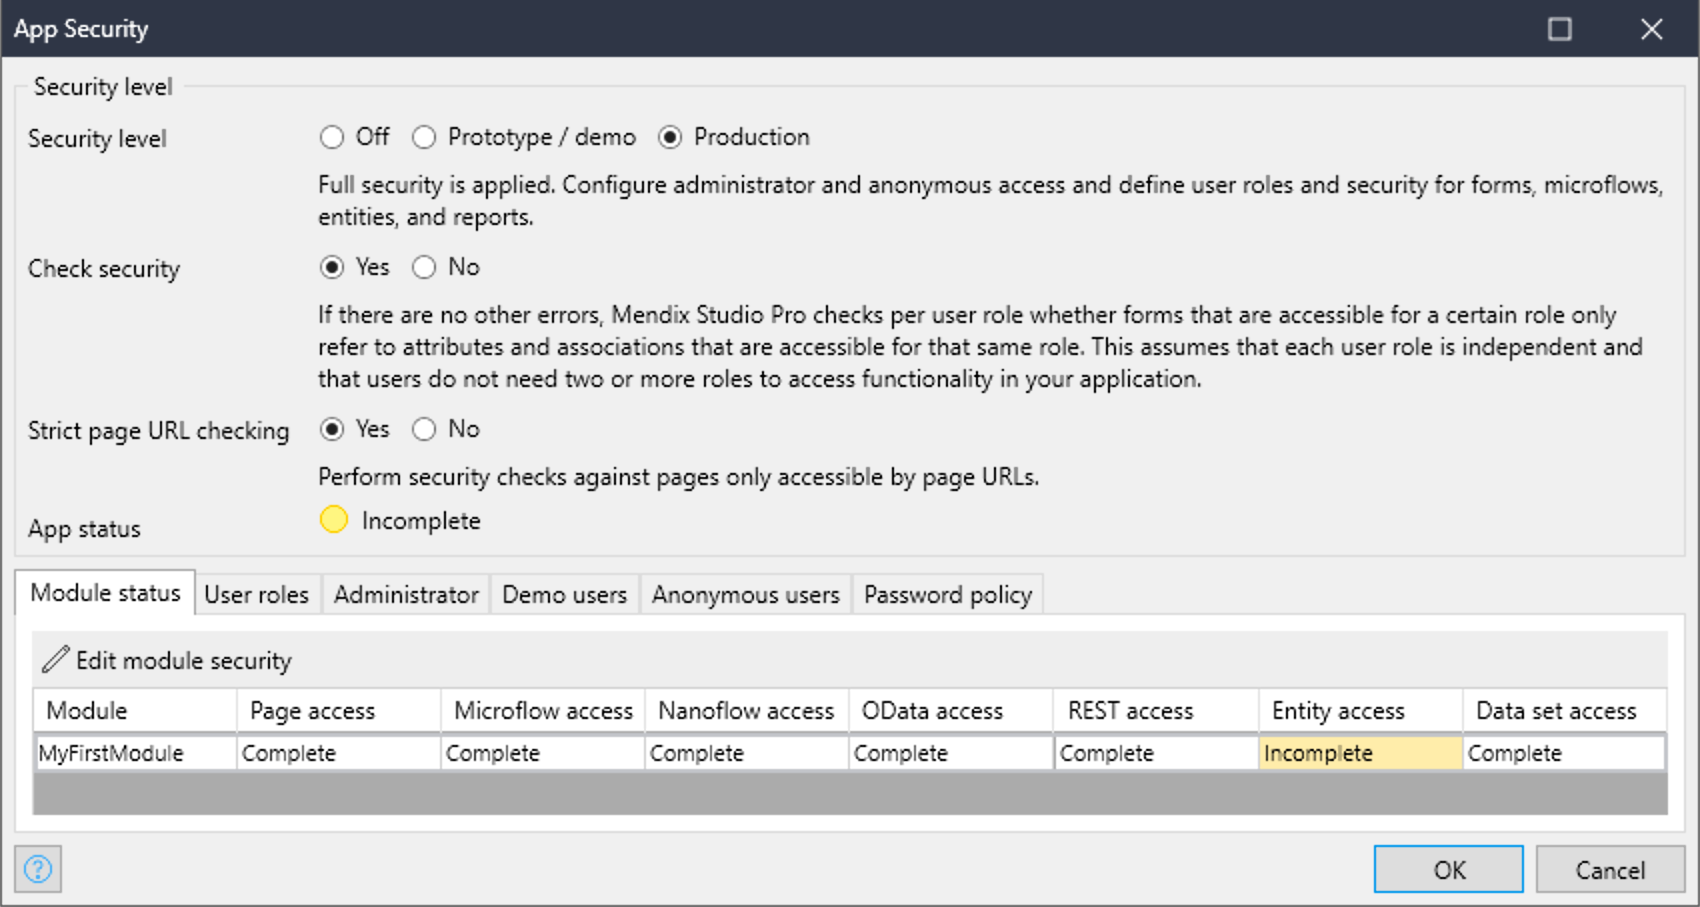 App Security
Security level
Security level Off Prototype / demo Production
Full security is applied. Configure administrator and anonymous access and define user roles and security for forms, microflows,
entities, and reports.
Check security Yes No
If there are no other errors, Mendix Studio Pro checks per user role whether forms that are accessible for a certain role only
refer to attributes and associations that are accessible for that same role. This assumes that each user role is independent and
that users do not need two or more roles to access functionality in your application.
Strict page URL checking Yes No
Perform security checks against pages only accessible by page URLs.
App status Incomplete
Module status User roles Administrator Demo users Anonymous users Password policy
Edit module security
Module Page access Microflow access Nanoflow access OData access REST access Entity access Data set access
MyFirstModule Complete Complete Complete Complete Complete Incomplete Complete
? OK Cancel